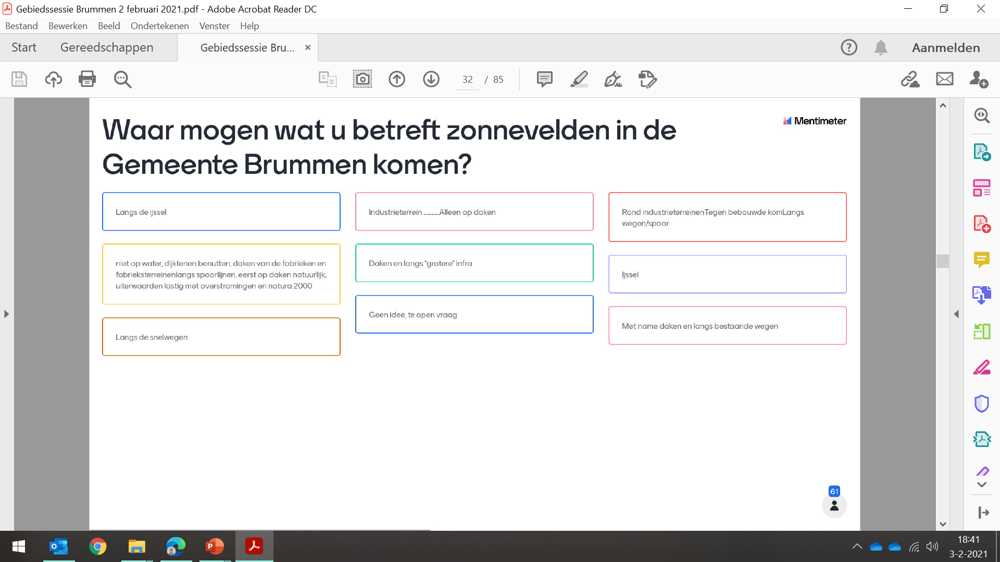 Gebiedssessie Brummen 2 februari 2021.pdf - Adobe Acrobat Reader DC
Bestand Bewerken Beeld Ondertekenen Venster Help
Start Gereedschappen Gebiedssessie Bru... × Aanmelden
32 / 85
Mentimeter
Waar mogen wat u betreft zonnevelden in de
Gemeente Brummen komen?
Langs de ijssel
niet op water, dijktenen benutten, daken van de fabrieken en
fabrieksterreinenlangs spoorlijnen, eerst op daken natuurlijk,
uiterwaarden lastig met overstromingen en natura 2000
Langs de snelwegen
Industrieterrein ............Alleen op daken
Daken en langs "grotere" infra
Geen idee, te open vraag
Rond industrieterreinenTegen bebouwde komLangs
wegen/spoor
Ijssel
Met name daken en langs bestaande wegen
61
18:41
3-2-2021